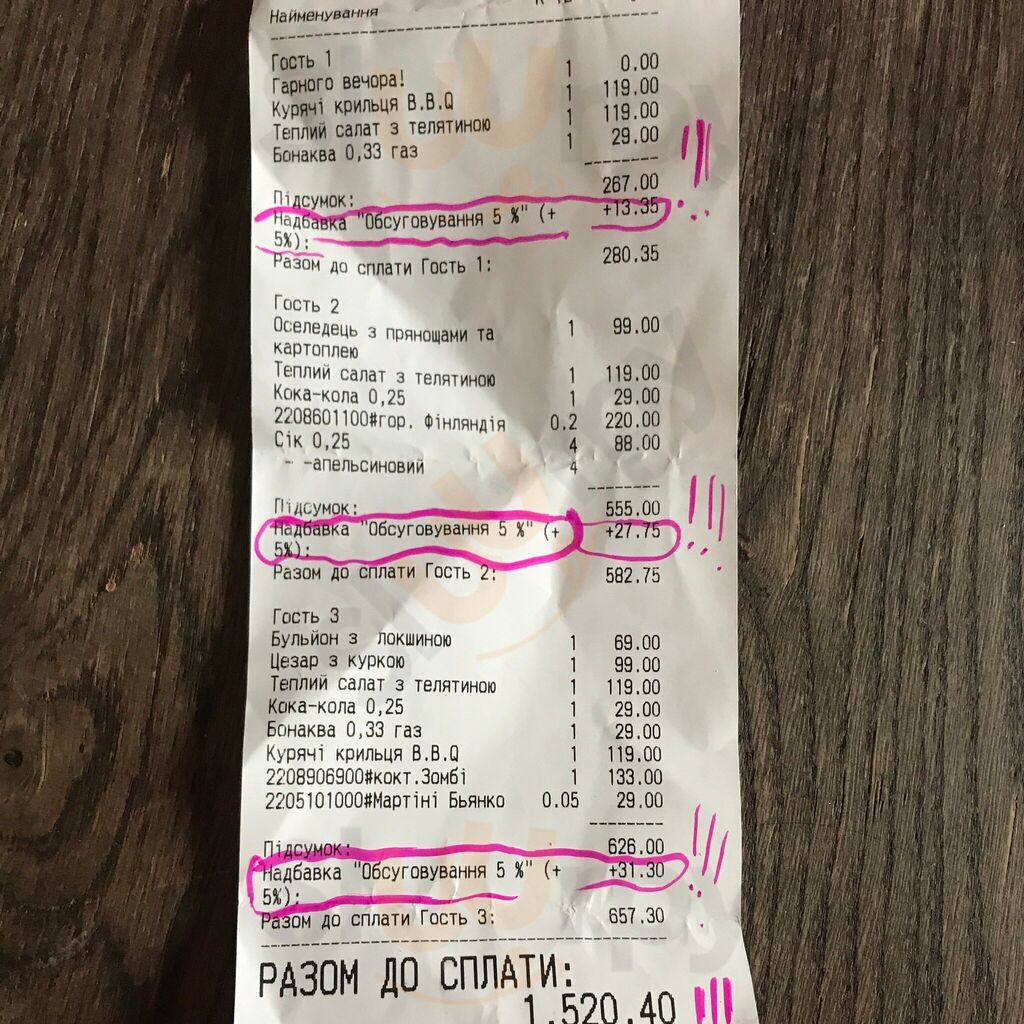 Найменування
Гость 1
Гарного вечора! 1 0.00
Курячі крильця B.B.Q 1 119.00
Теплий салат з телятиною 1 119.00
Бонаква 0,33 газ 1 29.00
Підсумок: 267.00
Надбавка "Обсуговування 5 %" (+ +13.35
5%):
Разом до сплати Гость 1: 280.35
Гость 2
Оселедець з прянощами та 1 99.00
картоплею
Теплий салат з телятиною 1 119.00
Кока-кола 0,25 1 29.00
2208601100#гор. Фінляндія 0.2 220.00
Сік 0,25 4 88.00
- -апельсиновий 4
Підсумок: 555.00
Надбавка "Обсуговування 5 %" (+ +27.75
5%):
Разом до сплати Гость 2: 582.75
Гость 3
Бульйон з локшиною 1 69.00
Цезар з куркою 1 99.00
Теплий салат з телятиною 1 119.00
Кока-кола 0,25 1 29.00
Бонаква 0,33 газ 1 29.00
Курячі крильця B.B.Q 1 119.00
2208906900#кокт.Зомбі 1 133.00
2205101000#Мартіні Бьянко 0.05 29.00
Підсумок: 626.00
Надбавка "Обсуговування 5 %" (+ +31.30
5%):
Разом до сплати Гость 3: 657.30
РАЗОМ ДО СПЛАТИ:
1,520.40 !!!